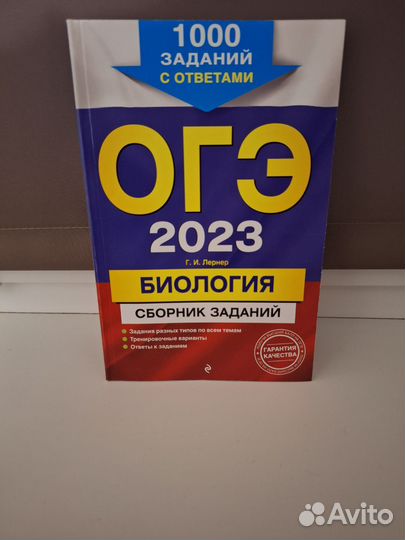 1000
ЗАДАНИЙ
С ОТВЕТАМИ
ОГЭ
2023
Г. И. Лернер
БИОЛОГИЯ
СБОРНИК ЗАДАНИЙ
Задания разных типов по всем темам
Тренировочные варианты
Ответы к заданиям
ГАРАНТИЯ
КАЧЕСТВА
Avito